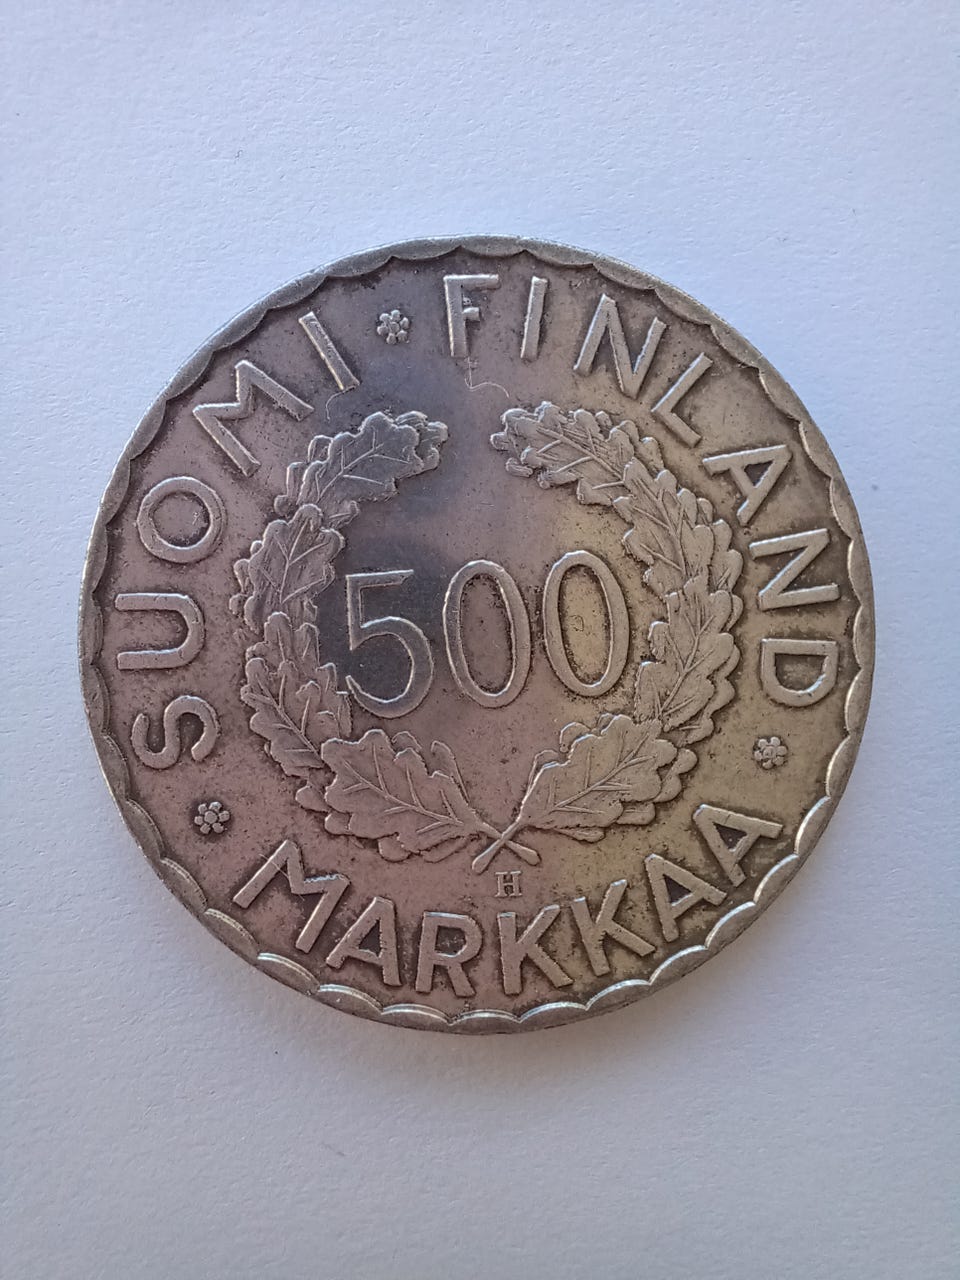 SUOMI FINLAND
500
H
MARKKAA